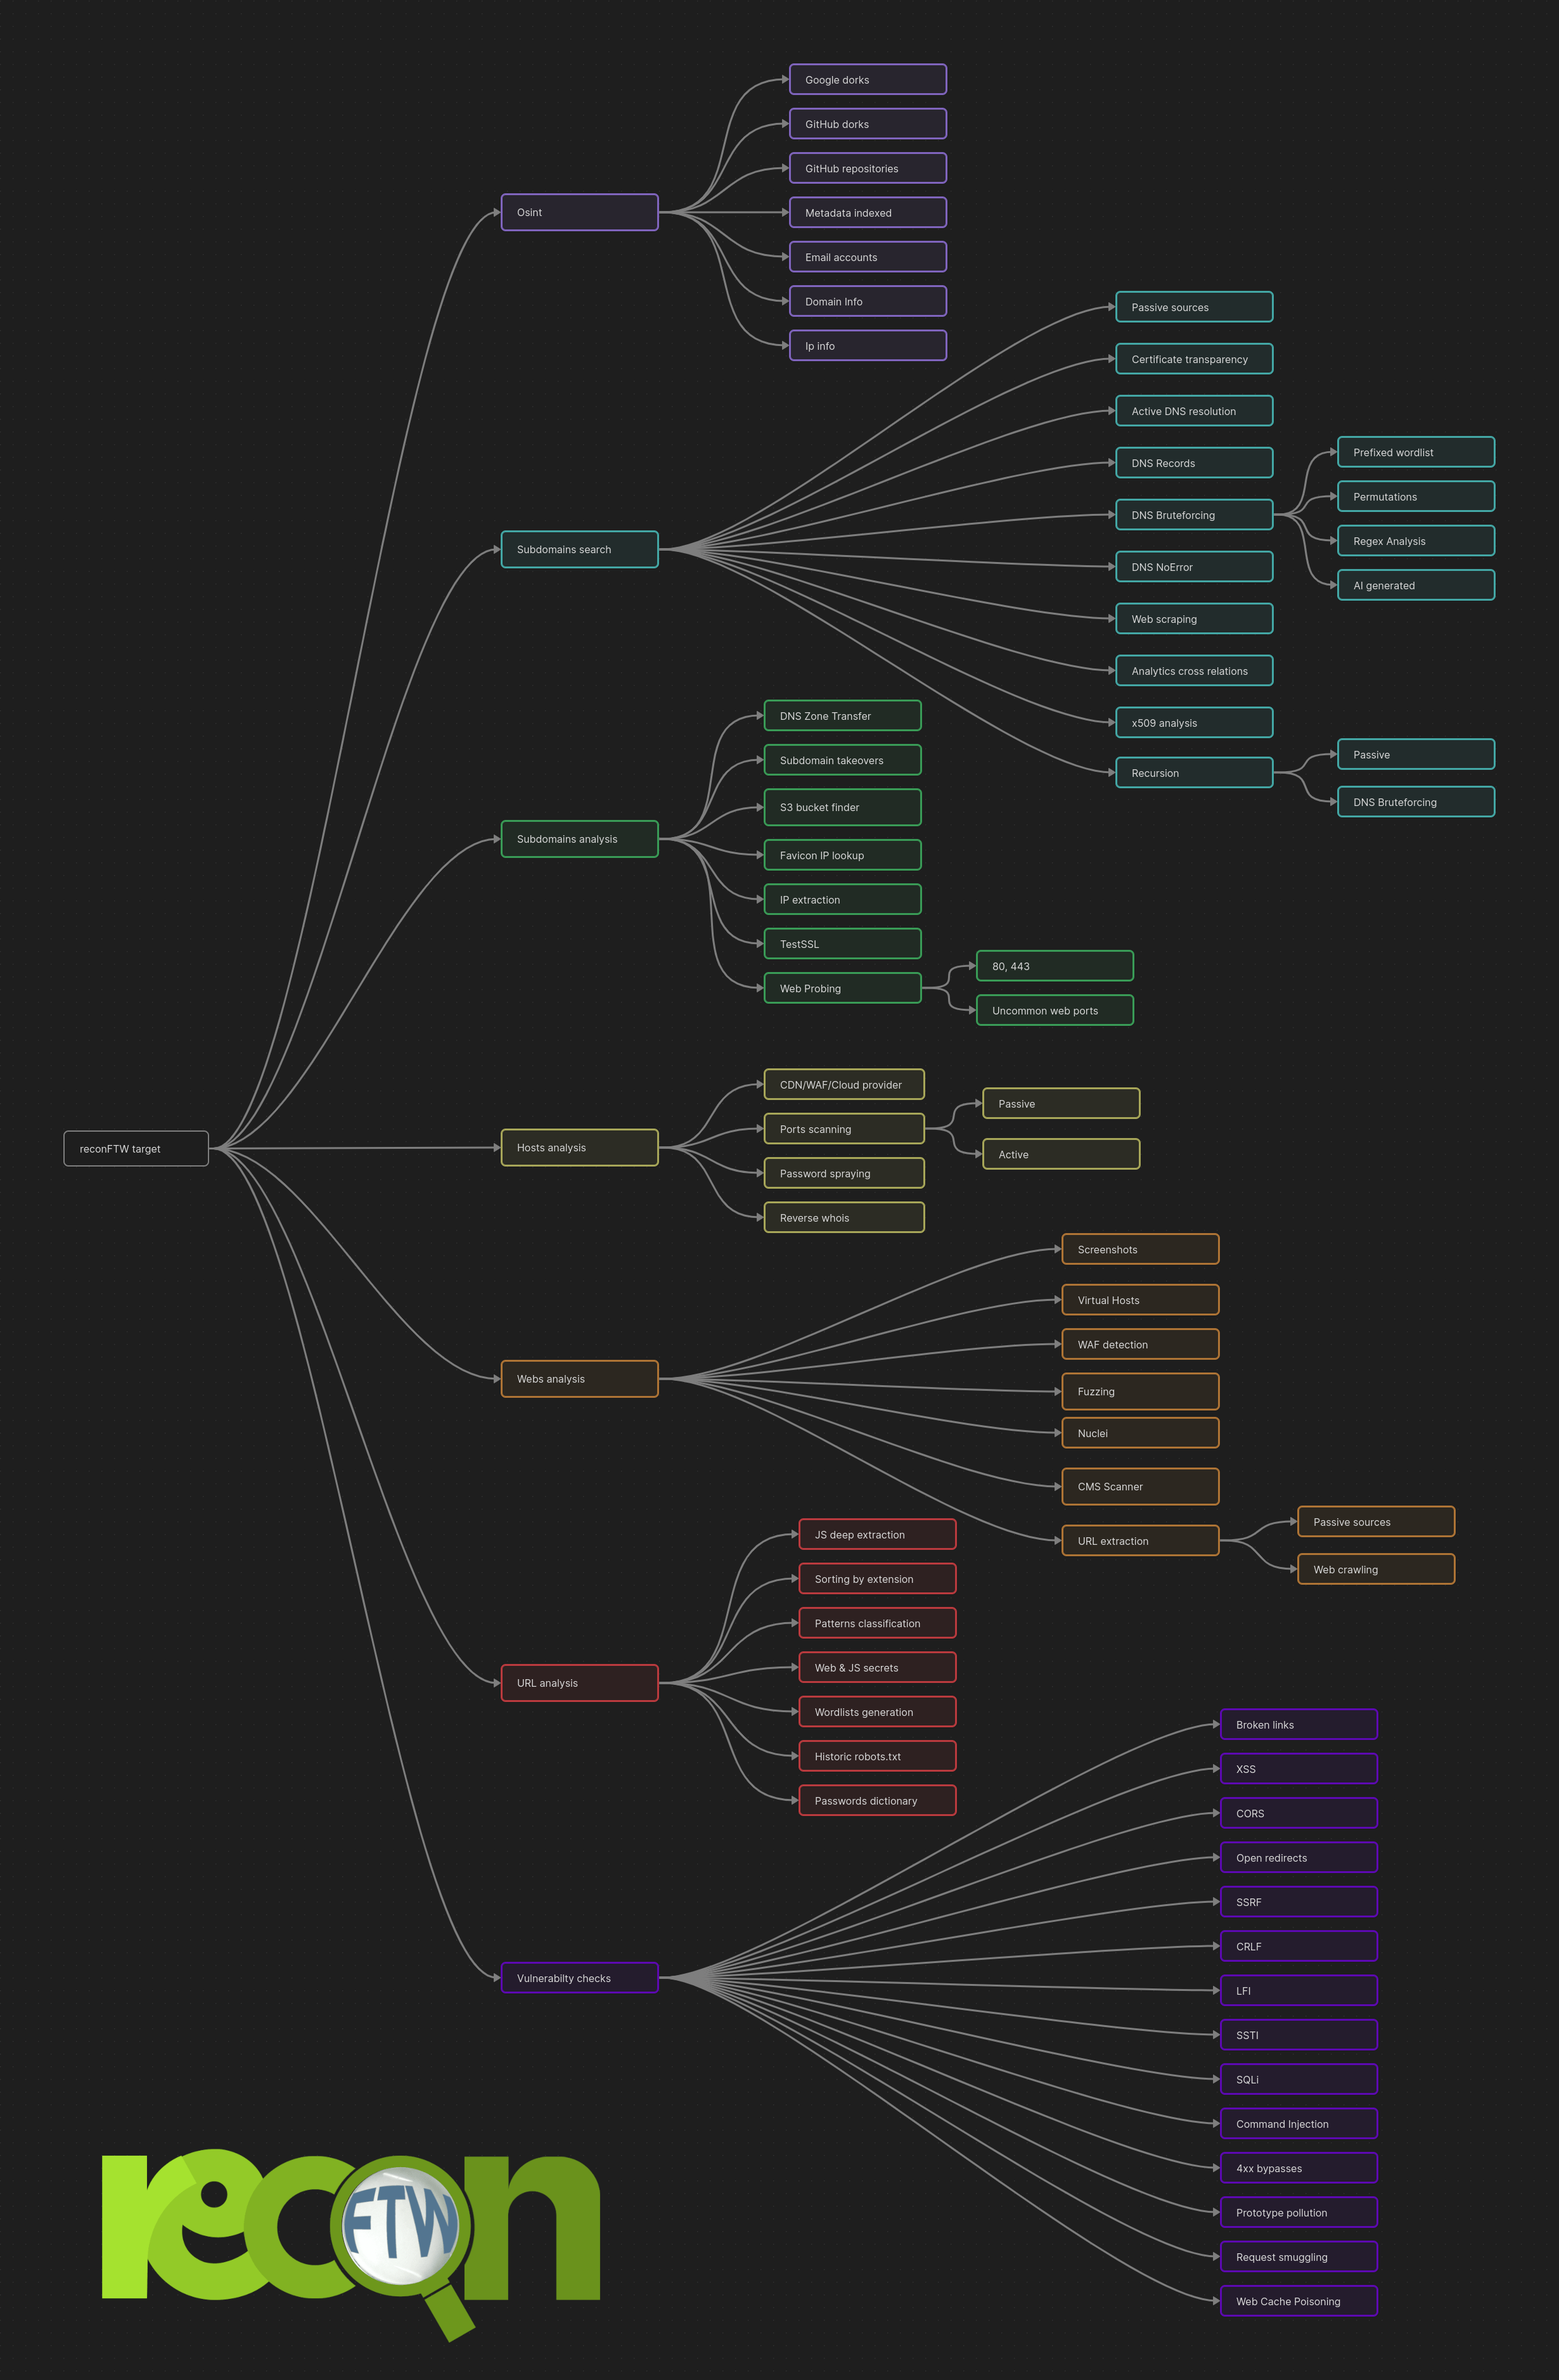 Google dorks
GitHub dorks
GitHub repositories
Osint
Metadata indexed
Email accounts
Domain Info
Ip info
Passive sources
Certificate transparency
Active DNS resolution
DNS Records
DNS Bruteforcing
Prefixed wordlist
Permutations
Regex Analysis
AI generated
Subdomains search
DNS NoError
Web scraping
Analytics cross relations
x509 analysis
Recursion
Passive
DNS Bruteforcing
DNS Zone Transfer
Subdomain takeovers
S3 bucket finder
Subdomains analysis
Favicon IP lookup
IP extraction
TestSSL
Web Probing
80, 443
Uncommon web ports
CDN/WAF/Cloud provider
Ports scanning
Passive
Active
reconFTW target
Hosts analysis
Password spraying
Reverse whois
Screenshots
Virtual Hosts
WAF detection
Webs analysis
Fuzzing
Nuclei
CMS Scanner
URL extraction
Passive sources
Web crawling
JS deep extraction
Sorting by extension
Patterns classification
Web & JS secrets
URL analysis
Wordlists generation
Historic robots.txt
Passwords dictionary
Broken links
XSS
CORS
Open redirects
SSRF
CRLF
Vulnerabilty checks
LFI
SSTI
SQLi
Command Injection
4xx bypasses
Prototype pollution
Request smuggling
Web Cache Poisoning
recon
FTW